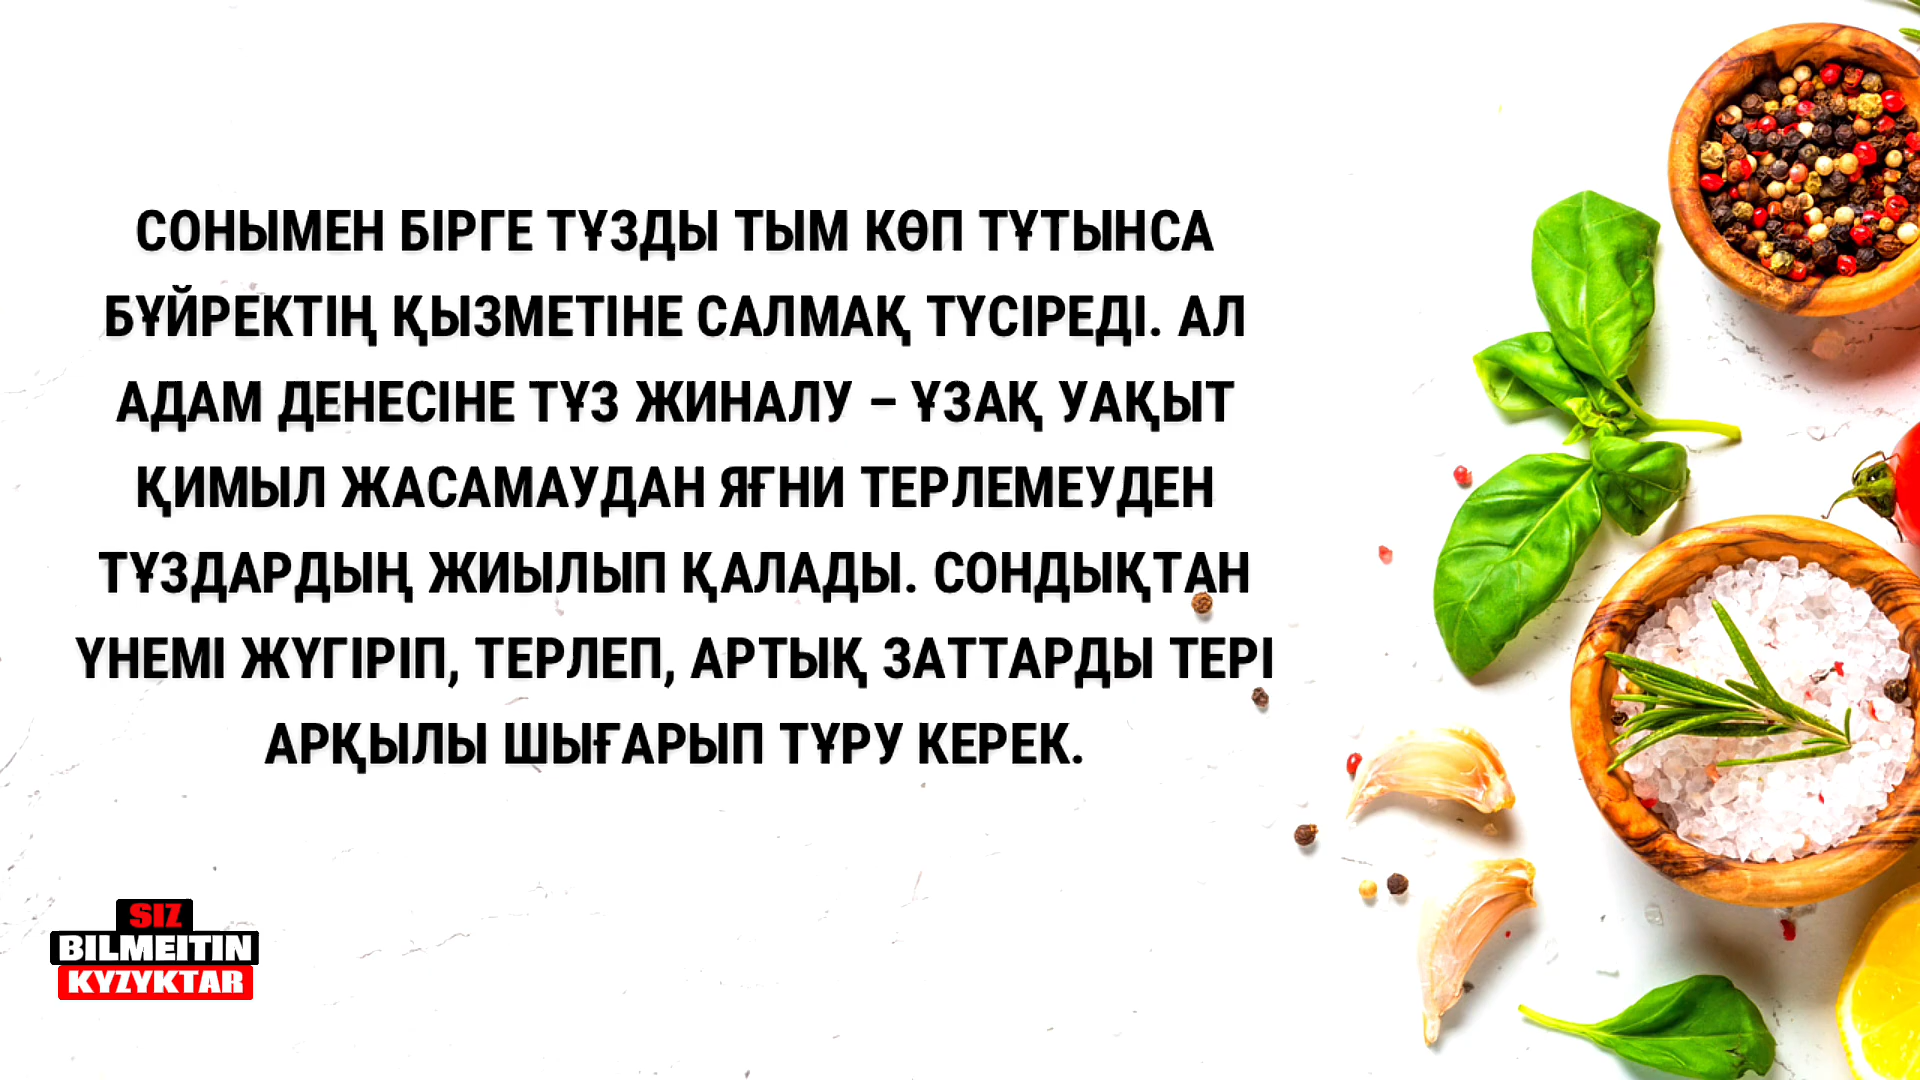 СОНЫМЕН БІРГЕ ТҰЗДЫ ТЫМ КӨП ТҰТЫНСА
БҰЙРЕКТІҢ ҚЫЗМЕТІНЕ САЛМАҚ ТҮСІРЕДІ. АЛ
АДАМ ДЕНЕСІНЕ ТҰЗ ЖИНАЛУ – ҰЗАҚ УАҚЫТ
ҚИМЫЛ ЖАСАМАУДАН ЯҒНИ ТЕРЛЕМЕУДЕН
ТҰЗДАРДЫҢ ЖИЫЛЫП ҚАЛАДЫ. СОНДЫҚТАН
ҮНЕМІ ЖҮГІРІП, ТЕРЛЕП, АРТЫҚ ЗАТТАРДЫ ТЕРІ
АРҚЫЛЫ ШЫҒАРЫП ТҰРУ КЕРЕК.
SIZ
BILMEITIN
KYZYKTAR